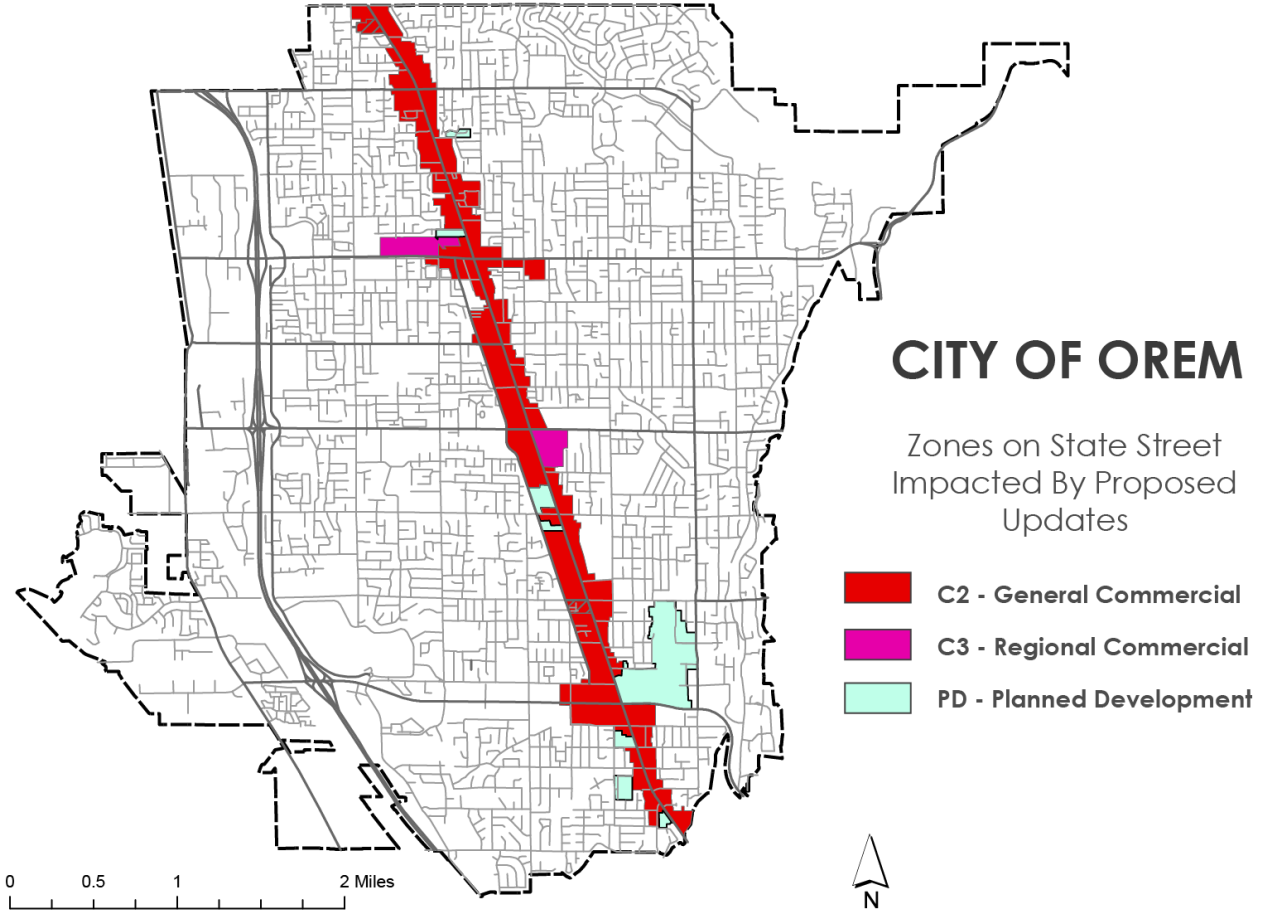 CITY OF OREM
Zones on State Street
Impacted By Proposed
Updates
C2 - General Commercial
C3 - Regional Commercial
PD - Planned Development
0 0.5 1 2 Miles
N